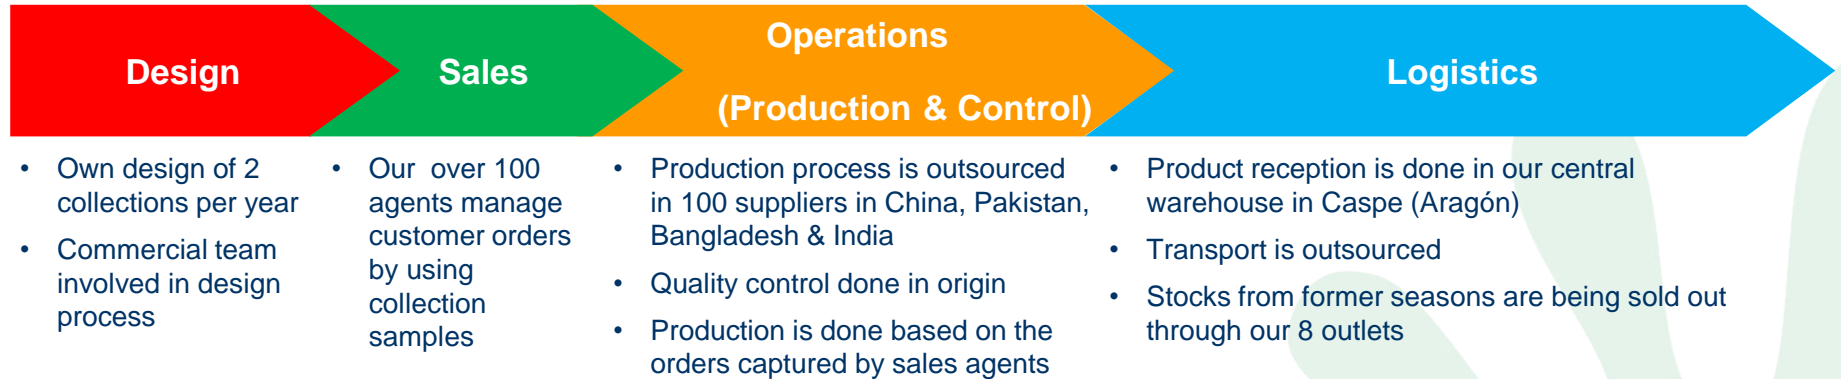 Design
Sales
Operations
(Production & Control)
Logistics
• Own design of 2
collections per year
• Commercial team
involved in design
process
• Our over 100
agents manage
customer orders
by using
collection
samples
• Production process is outsourced
in 100 suppliers in China, Pakistan,
Bangladesh & India
• Quality control done in origin
• Production is done based on the
orders captured by sales agents
• Product reception is done in our central
warehouse in Caspe (Aragón)
• Transport is outsourced
• Stocks from former seasons are being sold out
through our 8 outlets